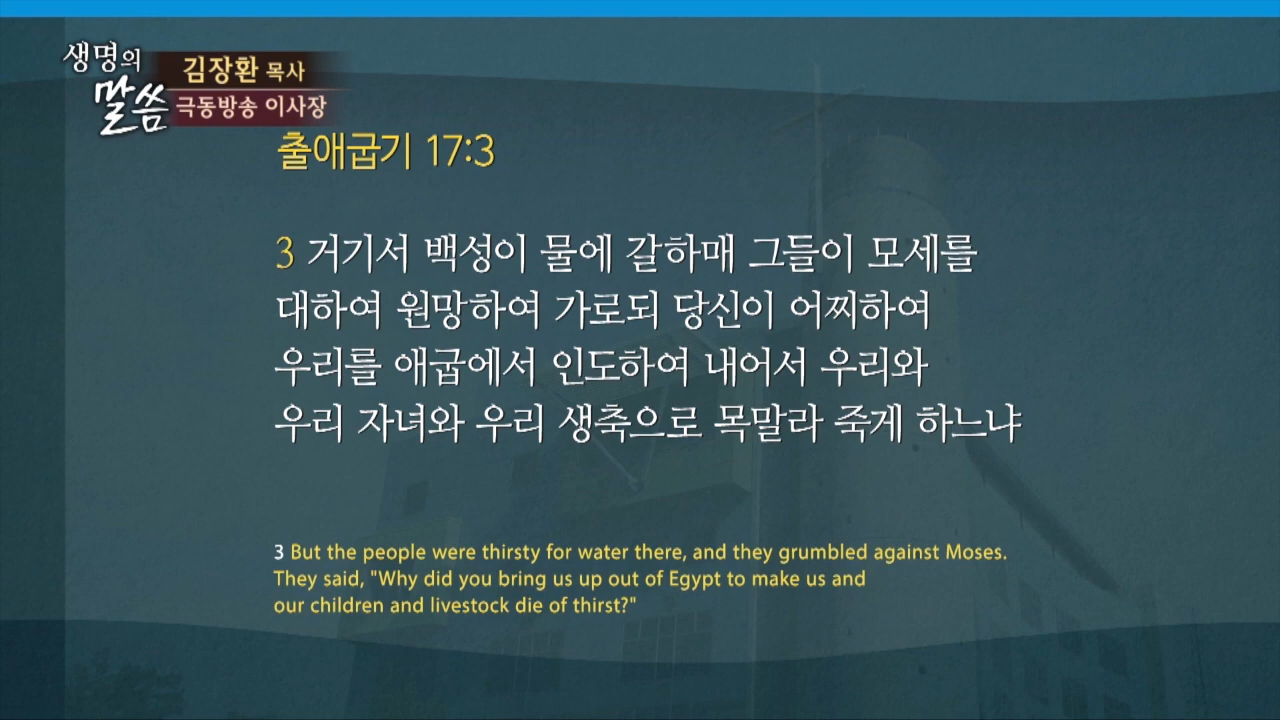 생명의
말씀
김장환 목사
극동방송 이사장
출애굽기 17:3
3 거기서 백성이 물에 갈하매 그들이 모세를
대하여 원망하여 가로되 당신이 어찌하여
우리를 애굽에서 인도하여 내어서 우리와
우리 자녀와 우리 생축으로 목말라 죽게 하느냐
3 But the people were thirsty for water there, and they grumbled against Moses.
They said, "Why did you bring us up out of Egypt to make us and
our children and livestock die of thirst?"